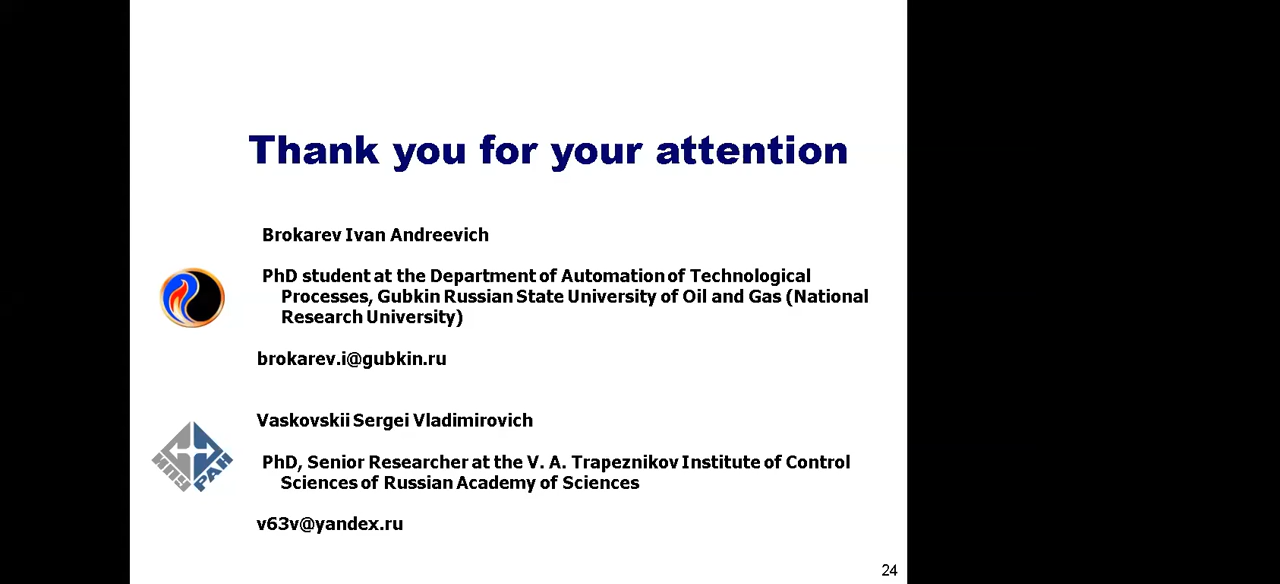 Thank you for your attention
Brokarev Ivan Andreevich
PhD student at the Department of Automation of Technological
Processes, Gubkin Russian State University of Oil and Gas (National
Research University)
brokarev.i@gubkin.ru
Vaskovskii Sergei Vladimirovich
ИПУ РАН
PhD, Senior Researcher at the V. A. Trapeznikov Institute of Control
Sciences of Russian Academy of Sciences
v63v@yandex.ru
24